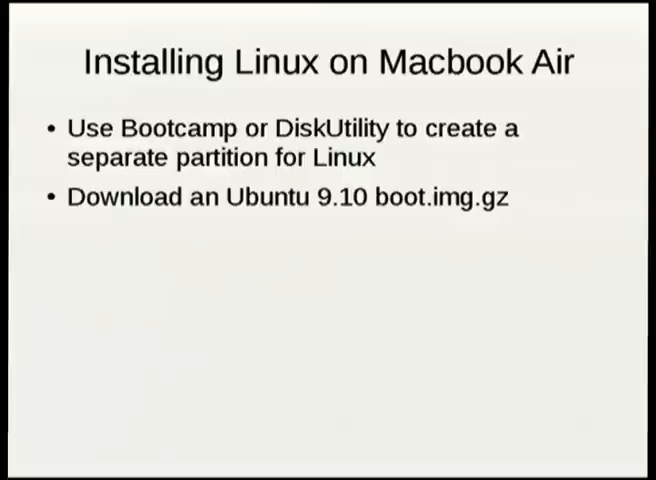 Installing Linux on Macbook Air
• Use Bootcamp or DiskUtility to create a
separate partition for Linux
• Download an Ubuntu 9.10 boot.img.gz